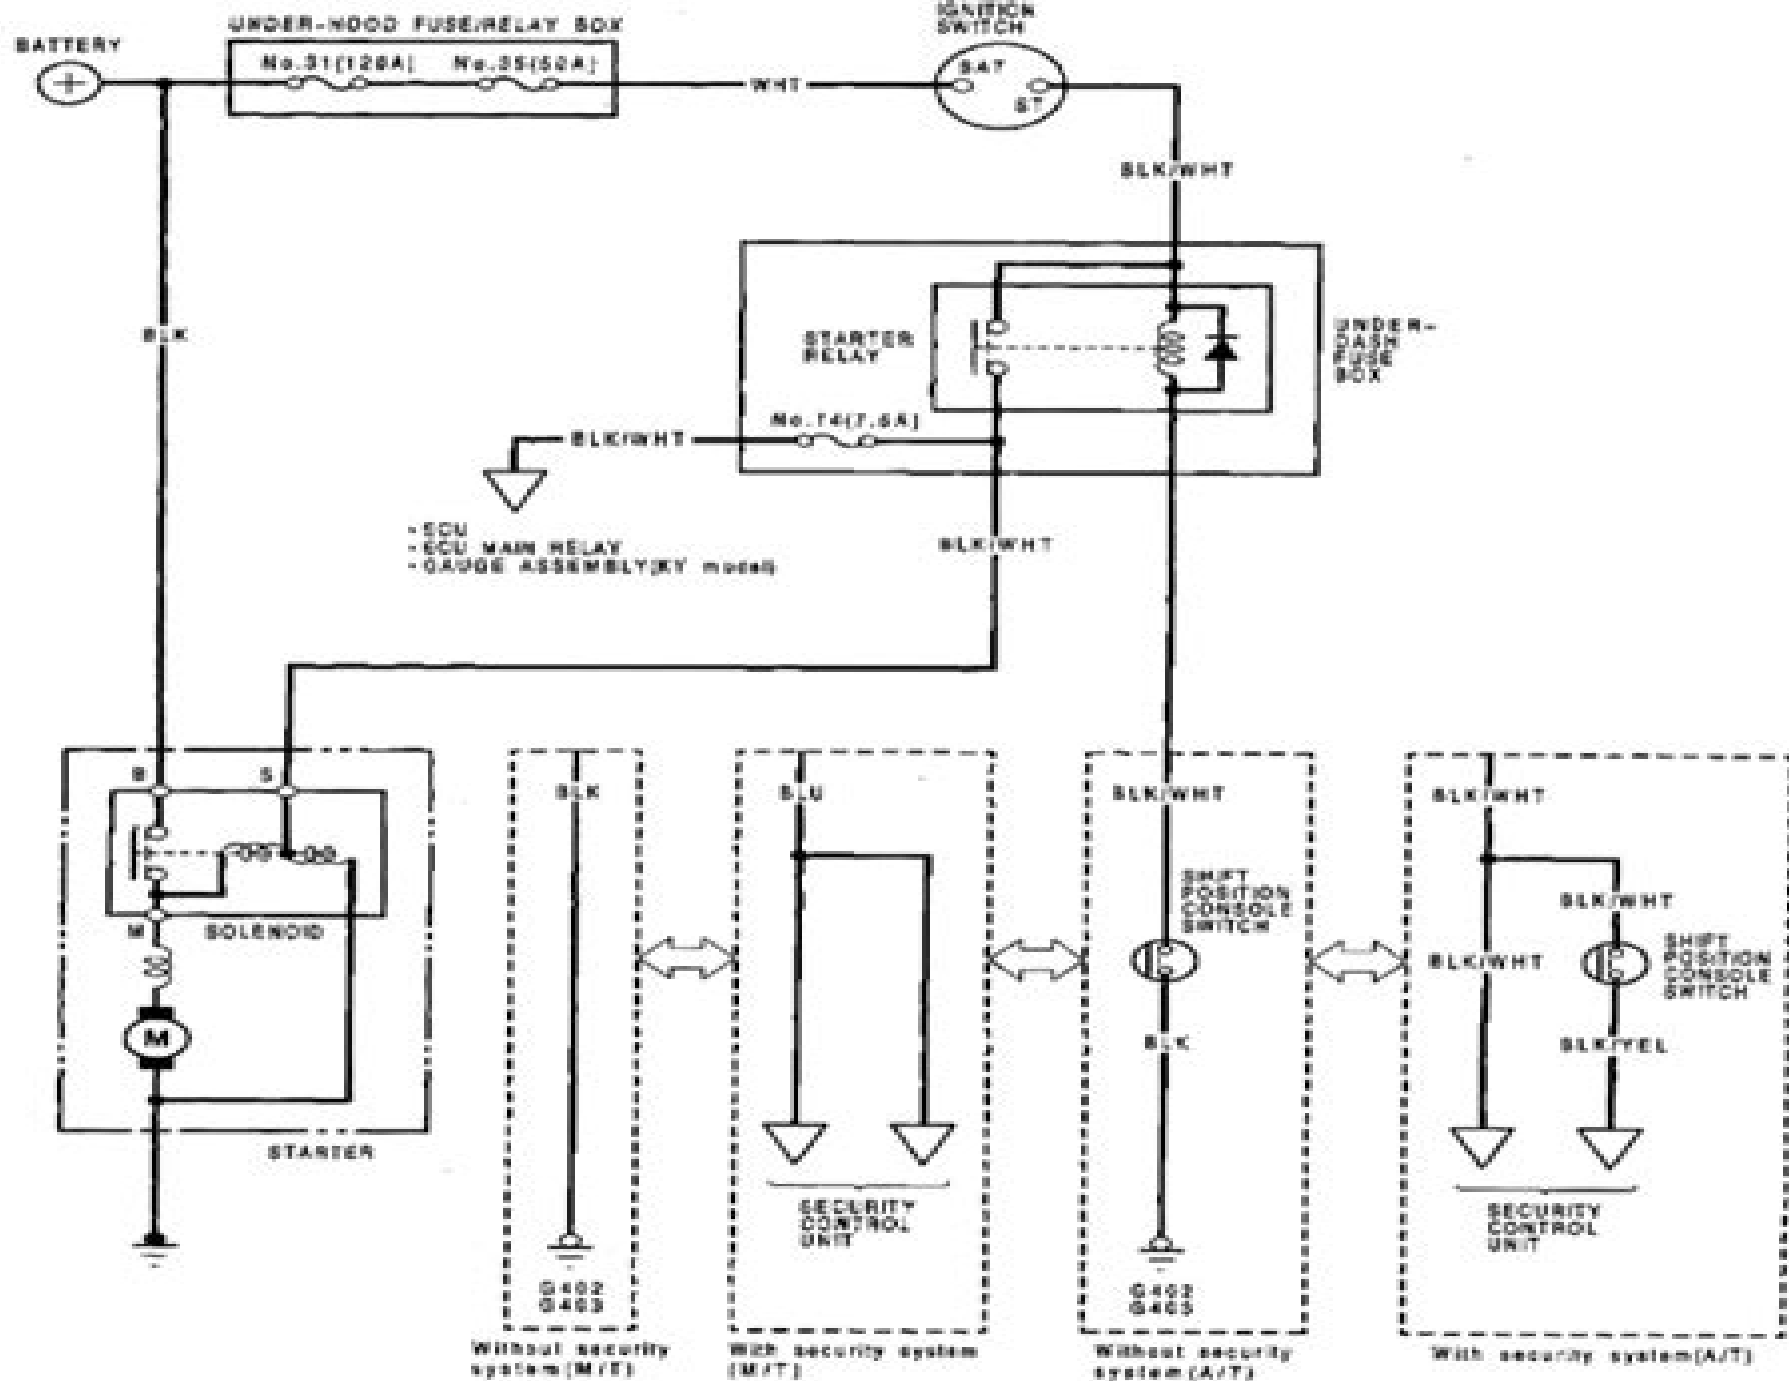 UNDER-HOOD FUSE/RELAY BOX
IGNITION
SWITCH
BATTERY
No.31(120A)
No.35(50A)
BAT
WHT
ST
BLK/WHT
BLK
STARTER
RELAY
UNDER-
DASH
FUSE
BOX
No.14(7.5A)
BLK/WHT
- ECU
- ECU MAIN RELAY
- GAUGE ASSEMBLY(KY model)
BLK/WHT
B
S
BLK
BLU
BLK/WHT
BLK/WHT
SHIFT
POSITION
CONSOLE
SWITCH
BLK/WHT
M
SOLENOID
BLK/WHT
SHIFT
POSITION
CONSOLE
SWITCH
M
BLK
BLK/YEL
STARTER
SECURITY
CONTROL
UNIT
SECURITY
CONTROL
UNIT
G402
G403
G402
G403
Without security
system(M/T)
With security system
(M/T)
Without security
system(A/T)
With security system(A/T)